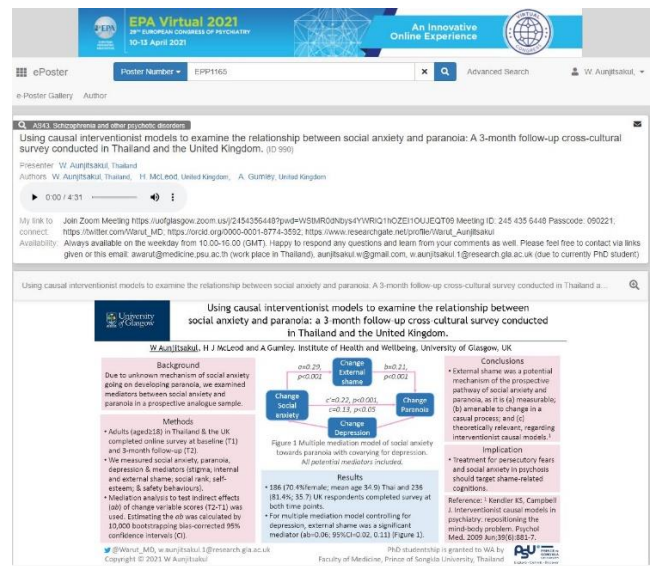 EPA
EPA Virtual 2021
29TH EUROPEAN CONGRESS OF PSYCHIATRY
10-13 April 2021
An Innovative
Online Experience
VIRTUAL
ePoster
Poster Number
EPP1165
Advanced Search
W. Aunjitsakul,
e-Poster Gallery Author
AS43. Schizophrenia and other psychotic disorders
Using causal interventionist models to examine the relationship between social anxiety and paranoia: A 3-month follow-up cross-cultural
survey conducted in Thailand and the United Kingdom. (ID 990)
Presenter W. Aunjitsakul, Thailand
Authors W. Aunjitsakul, Thailand, H. McLeod, United Kingdom, A. Gumley, United Kingdom
0:00 / 4:31
My link to Join Zoom Meeting Meeting ID: 245 435 6448 Passcode: 090221;
connect: https://twitter.com/Warut_MD; https://orcid.org/0000-0001-8774-3592; https://www.researchgate.net/profile/Warut_Aunjitsakul
Availability: Always available on the weekday from 10.00-16.00 (GMT). Happy to respond any questions and learn from your comments as well. Please feel free to contact via links
given or this email: awarut@medicine.psu.ac.th (work place in Thailand), aunjitsakul.w@gmail.com, w.aunjitsakul.1@research.gla.ac.uk (due to currently PhD student)
Using causal interventionist models to examine the relationship between social anxiety and paranoia: A 3-month follow-up cross-cultural survey conducted in Thailand a...
University of Glasgow
Using causal interventionist models to examine the relationship between
social anxiety and paranoia: a 3-month follow-up cross-cultural survey conducted
in Thailand and the United Kingdom.
W Aunjitsakul, H J McLeod and A Gumley. Institute of Health and Wellbeing, University of Glasgow, UK
Background
Due to unknown mechanism of social anxiety
going on developing paranoia, we examined
mediators between social anxiety and
paranoia in a prospective analogue sample.
Methods
• Adults (aged≥18) in Thailand & the UK
completed online survey at baseline (T1)
and 3-month follow-up (T2).
• We measured social anxiety, paranoia,
depression & mediators (stigma; internal
and external shame; social rank; self-
esteem; & safety behaviours).
• Mediation analysis to test indirect effects
(ab) of change variable scores (T2-T1) was
used. Estimating the ab was calculated by
10,000 bootstrapping bias-corrected 95%
confidence intervals (CI).
a=0.29,
p<0.001
Change
External
shame
b=0.21,
p<0.001
Change
Social
anxiety
c'=0.22, p<0.001,
c=0.13, p<0.05
Change
Paranoia
Change
Depression
Figure 1 Multiple mediation model of social anxiety
towards paranoia with covarying for depression.
All potential mediators included.
Results
• 186 (70.4%female; mean age 34.9) Thai and 236
(81.4%; 35.7) UK respondents completed survey at
both time points.
• For multiple mediation model controlling for
depression, external shame was a significant
mediator (ab=0.06; 95%CI=0.02, 0.11) (Figure 1).
Conclusions
• External shame was a potential
mechanism of the prospective
pathway of social anxiety and
paranoia, as it is (a) measurable;
(b) amenable to change in a
casual process; and (c)
theoretically relevant, regarding
interventionist causal models.¹
Implication
• Treatment for persecutory fears
and social anxiety in psychosis
should target shame-related
cognitions.
Reference: ¹ Kendler KS, Campbell
J. Interventionist causal models in
psychiatry: repositioning the
mind-body problem. Psychol
Med. 2009 Jun;39(6):881-7.
@Warut_MD, w.aunjitsakul.1@research.gla.ac.uk
Copyright © 2021 W Aunjitsakul
PhD studentship is granted to WA by
Faculty of Medicine, Prince of Songkla University, Thailand
PSU